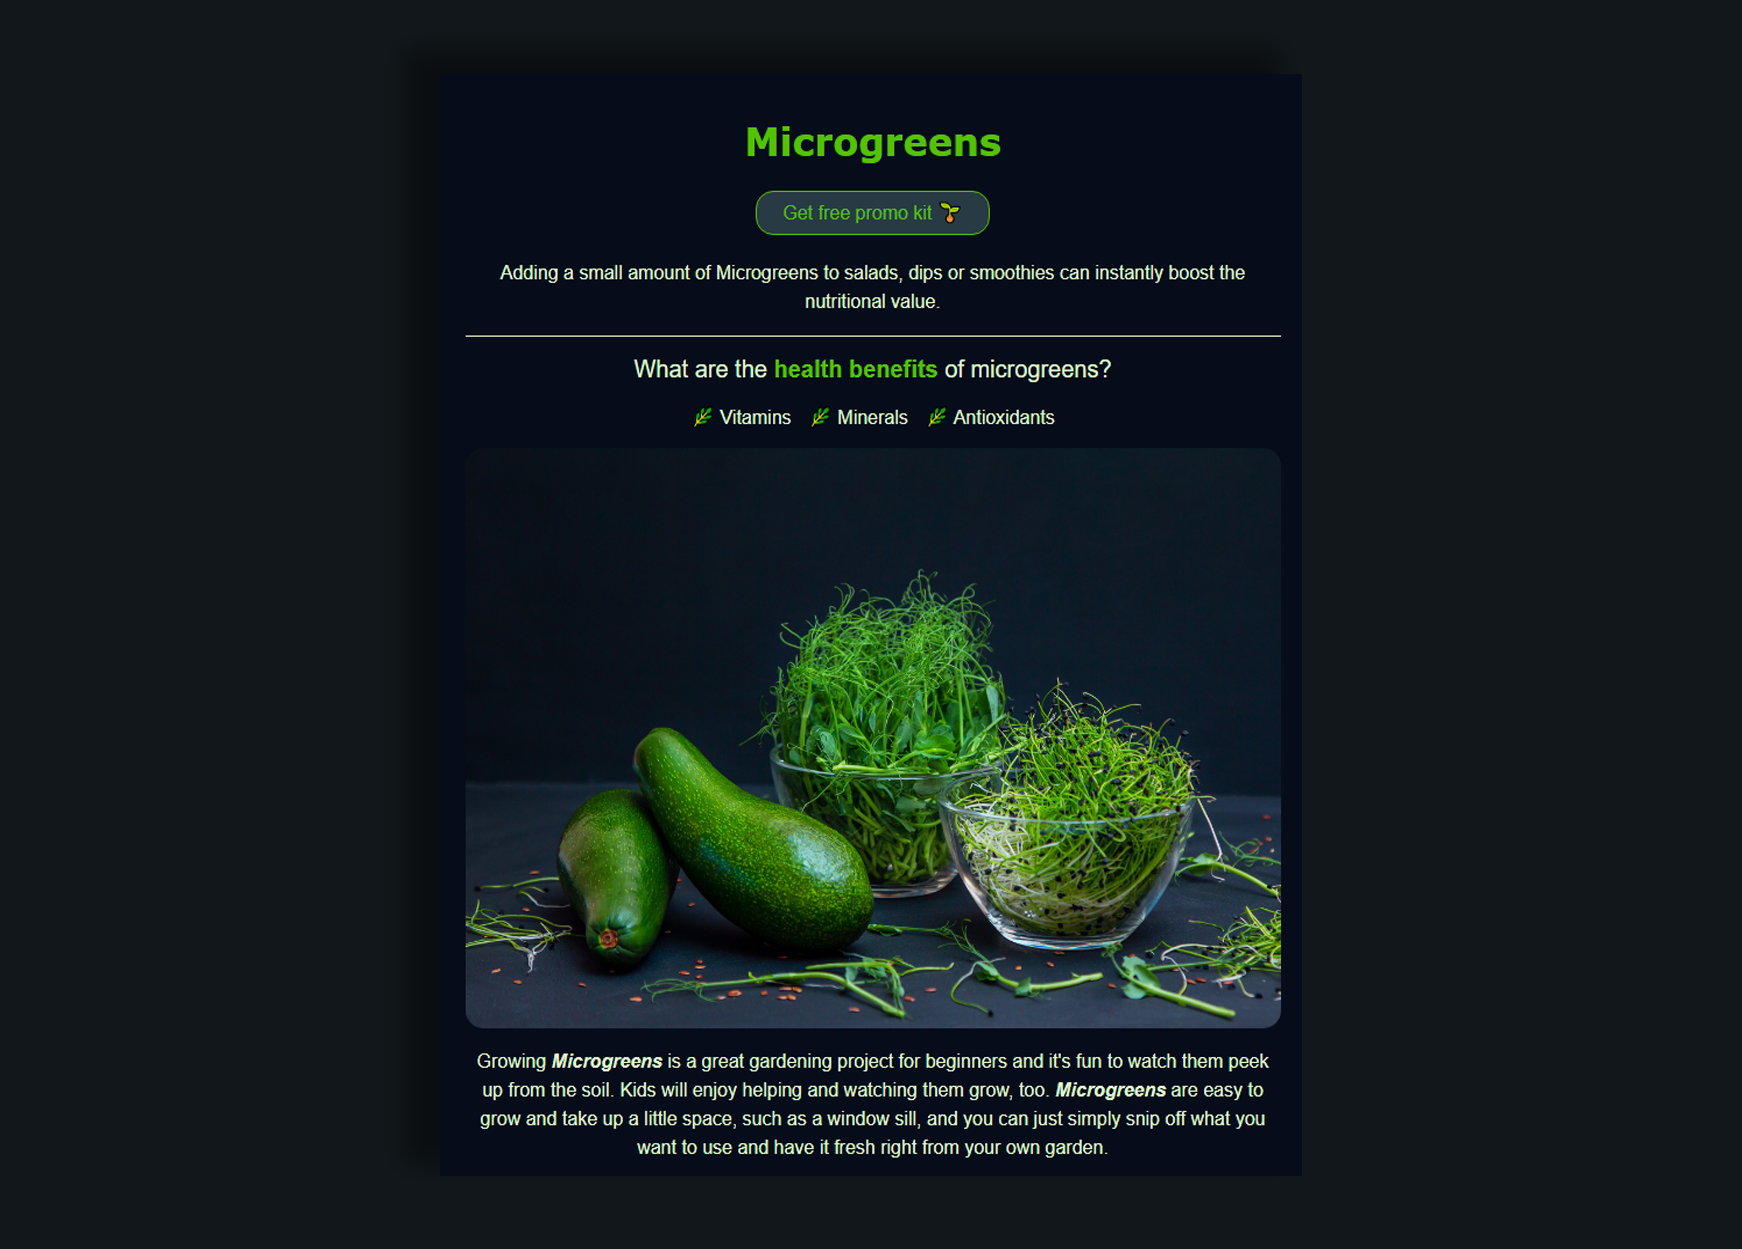 Microgreens
Get free promo kit 🌱
Adding a small amount of Microgreens to salads, dips or smoothies can instantly boost the
nutritional value.
What are the health benefits of microgreens?
🌿 Vitamins 🌿 Minerals 🌿 Antioxidants
Growing Microgreens is a great gardening project for beginners and it's fun to watch them peek
up from the soil. Kids will enjoy helping and watching them grow, too. Microgreens are easy to
grow and take up a little space, such as a window sill, and you can just simply snip off what you
want to use and have it fresh right from your own garden.